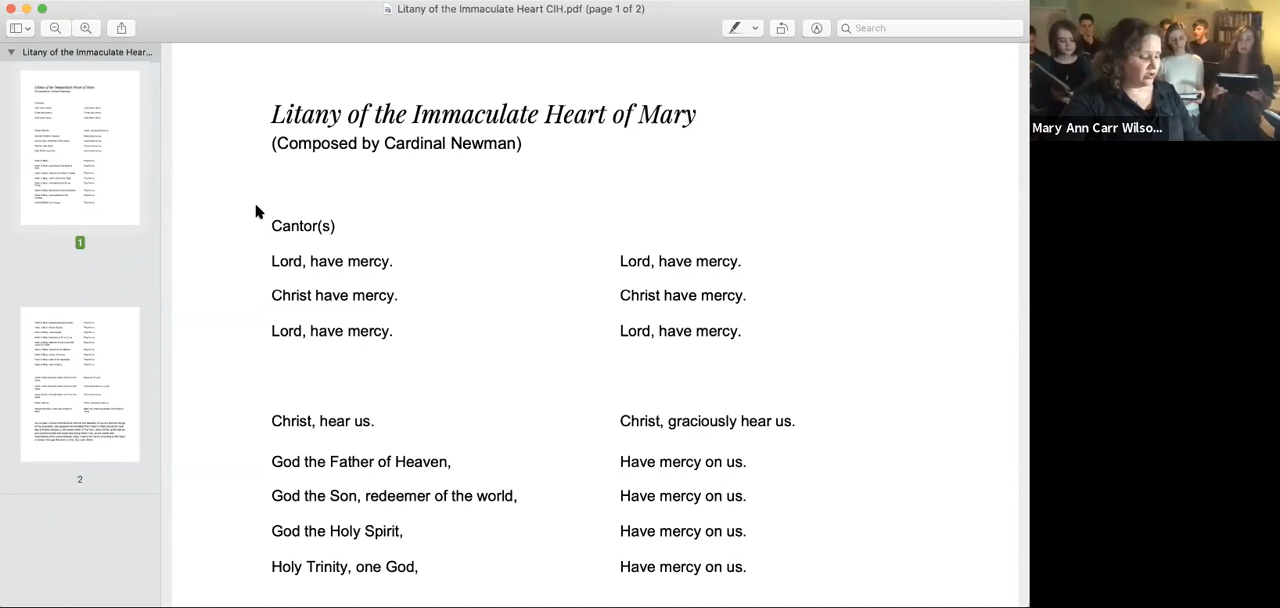 Litany of the Immaculate Heart CIH.pdf (page 1 of 2)
Search
Litany of the Immaculate Hear...
Litany of the Immaculate Heart of Mary
(Composed by Cardinal Newman)
Cantor(s)
Lord, have mercy. Lord, have mercy.
Christ have mercy. Christ have mercy.
Lord, have mercy. Lord, have mercy.
Christ, hear us. Christ, graciously hear us.
God the Father of Heaven, Have mercy on us.
God the Son, redeemer of the world, Have mercy on us.
God the Holy Spirit, Have mercy on us.
Holy Trinity, one God, Have mercy on us.
1
2
Mary Ann Carr Wilso...